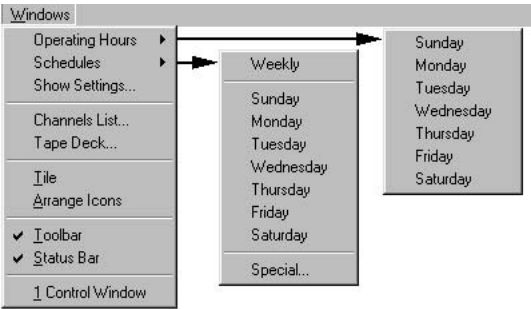 Windows
Operating Hours
Schedules
Show Settings...
Channels List...
Tape Deck...
Tile
Arrange Icons
Toolbar
Status Bar
1 Control Window
Weekly
Sunday
Monday
Tuesday
Wednesday
Thursday
Friday
Saturday
Special...
Sunday
Monday
Tuesday
Wednesday
Thursday
Friday
Saturday